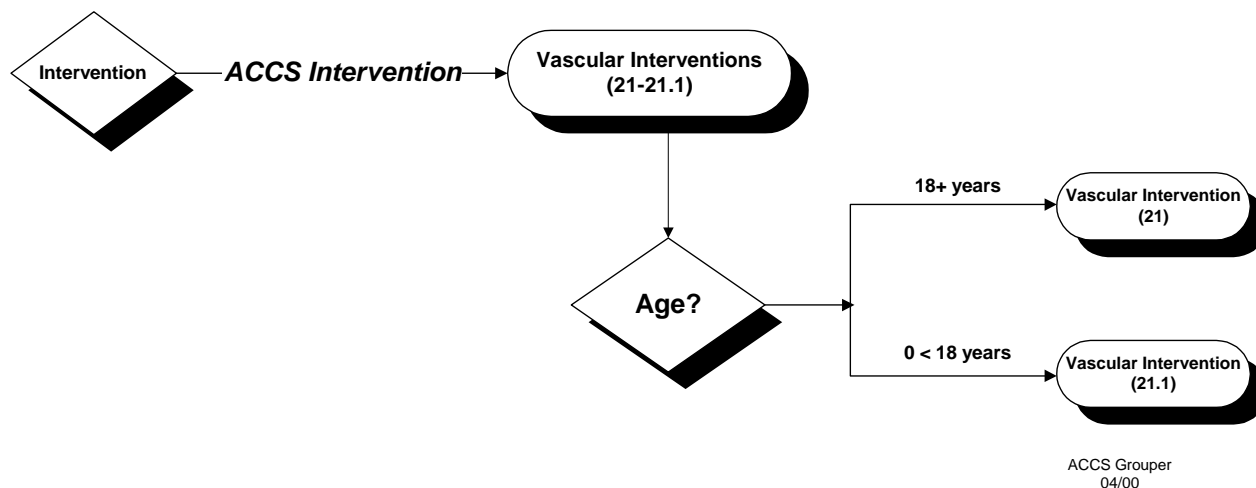 Intervention
ACCS Intervention
Vascular Interventions
(21-21.1)
Age?
18+ years
Vascular Intervention
(21)
0 < 18 years
Vascular Intervention
(21.1)
ACCS Grouper
04/00